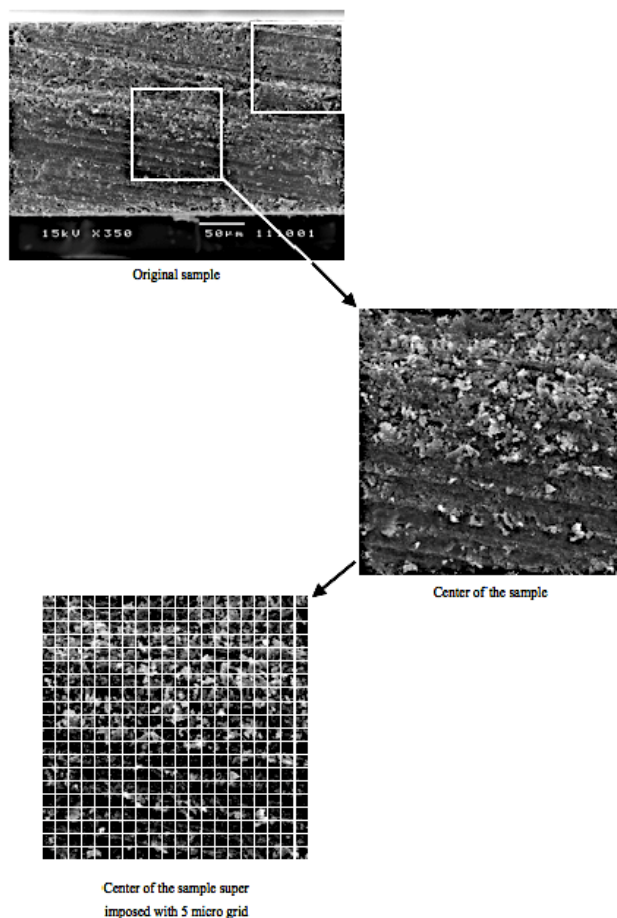 15kV X350 50μm 111001
Original sample
Center of the sample
Center of the sample super
imposed with 5 micro grid